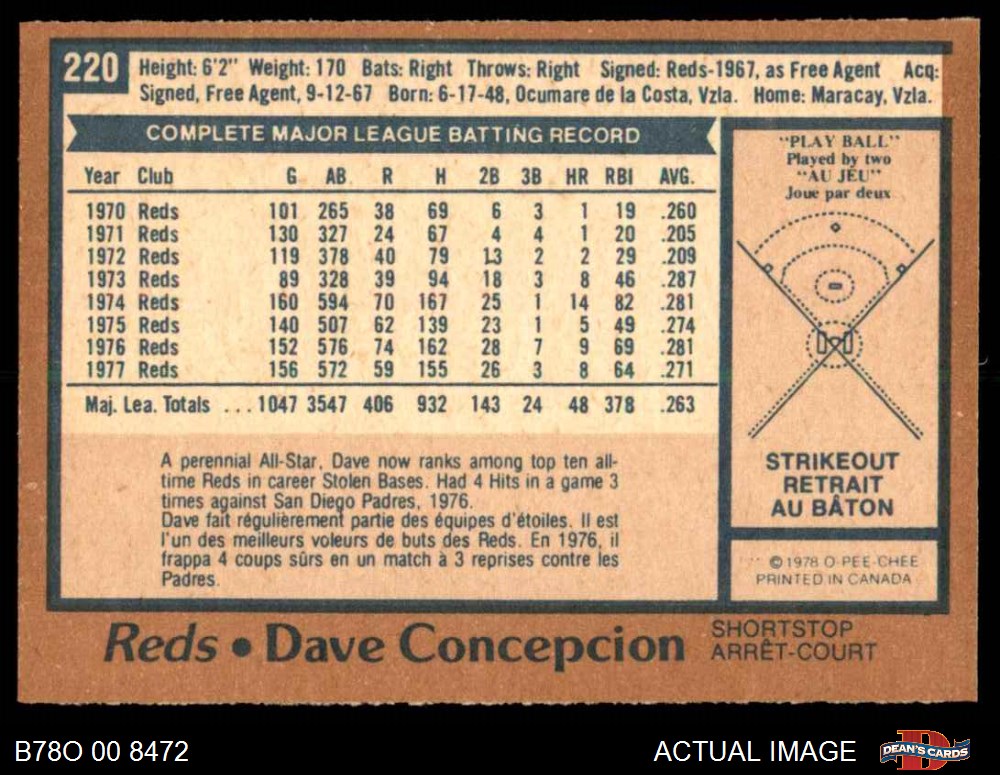 220
Height: 6'2" Weight: 170 Bats: Right Throws: Right Signed: Reds-1967, as Free Agent Acq:
Signed, Free Agent, 9-12-67 Born: 6-17-48, Ocumare de la Costa, Vzla. Home: Maracay, Vzla.
COMPLETE MAJOR LEAGUE BATTING RECORD
Year Club G AB R H 2B 3B HR RBI AVG.
1970 Reds 101 265 38 69 6 3 1 19 .260
1971 Reds 130 327 24 67 4 4 1 20 .205
1972 Reds 119 378 40 79 13 2 2 29 .209
1973 Reds 89 328 39 94 18 3 8 46 .287
1974 Reds 160 594 70 167 25 1 14 82 .281
1975 Reds 140 507 62 139 23 1 5 49 .274
1976 Reds 152 576 74 162 28 7 9 69 .281
1977 Reds 156 572 59 155 26 3 8 64 .271
Maj. Lea. Totals ... 1047 3547 406 932 143 24 48 378 .263
A perennial All-Star, Dave now ranks among top ten all-
time Reds in career Stolen Bases. Had 4 Hits in a game 3
times against San Diego Padres, 1976.
Dave fait régulièrement partie des équipes d'étoiles. Il est
l'un des meilleurs voleurs de buts des Reds. En 1976, il
frappa 4 coups sûrs en un match à 3 reprises contre les
Padres.
"PLAY BALL"
Played by two
"AU JEU"
Joue par deux
STRIKEOUT
RETRAIT
AU BÂTON
©1978 O-PEE-CHEE
PRINTED IN CANADA
Reds • Dave Concepcion
SHORTSTOP
ARRÊT-COURT
B78O 00 8472
ACTUAL IMAGE
DEAN'S CARDS